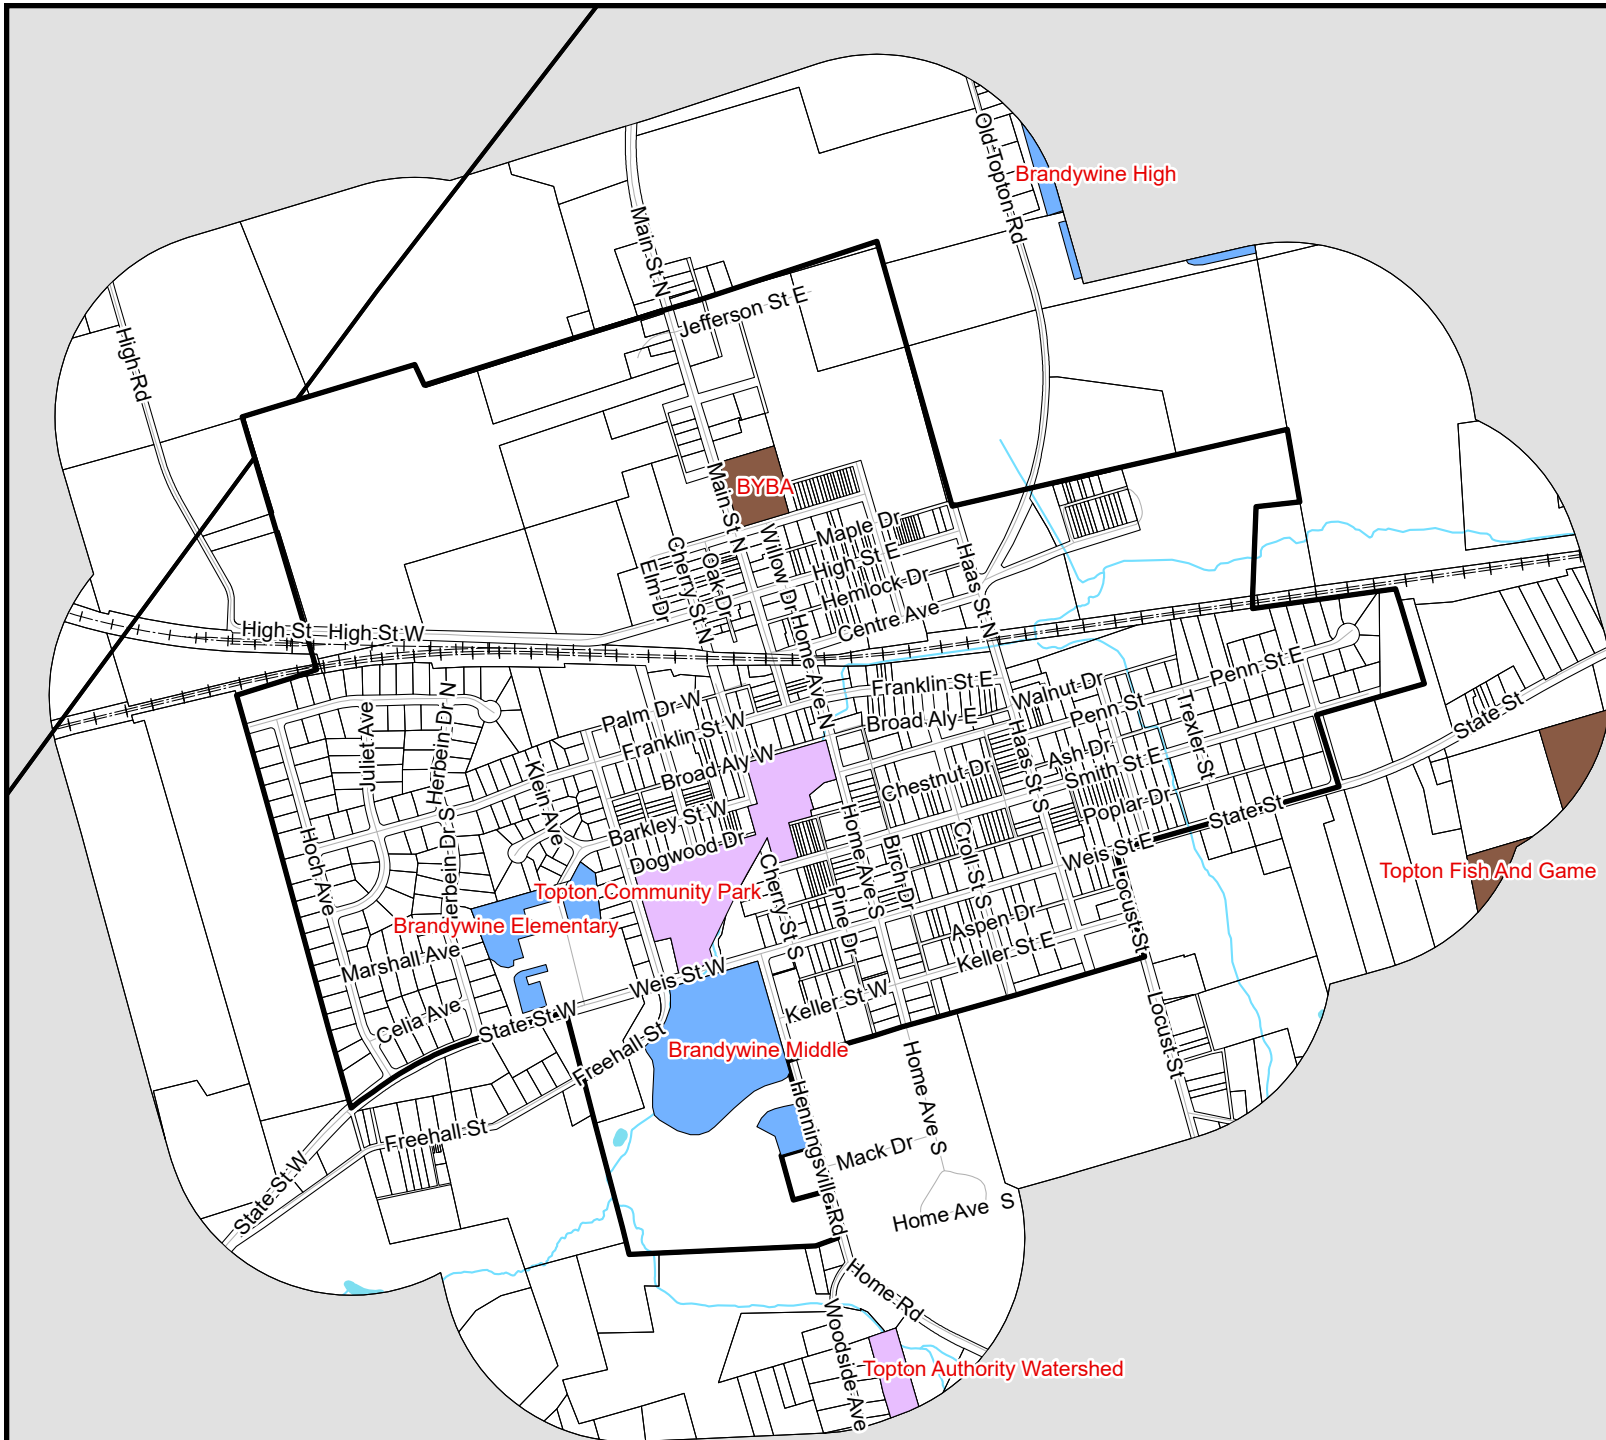 Old Topton Rd
Brandywine High
Main St N
Jefferson St E
High Rd
BYBA
Main St N
Maple Dr
Willow Dr
High St E
Cherry St N
Oak Dr
Elm Dr
Hemlock Dr
Haas St N
Centre Ave
High St
High St W
Home Ave N
Franklin St E
Walnut Dr
Penn St E
Palm Dr W
Franklin St W
Broad Aly E
Penn St
Trexler St
State St
Juliet Ave
Herbein Dr N
Broad Aly W
Haas St S
Ash Dr
Smith St E
Klein Ave
Chestnut Dr
Barkley St W
Poplar Dr
State St
Dogwood Dr
Home Ave S
Hoch Ave
Herbein Dr S
Croll St S
Birch Dr
Weis St E
Topton Fish And Game
Topton Community Park
Cherry St S
Pine Dr
Locust St
Brandywine Elementary
Aspen Dr
Marshall Ave
Keller St E
Weis St W
Keller St W
Celia Ave
State St W
Locust St
Freehall St
Brandywine Middle
Home Ave S
Henningsville Rd
Freehall St
Mack Dr
State St W
Home Ave S
Home Rd
Woodside Ave
Topton Authority Watershed